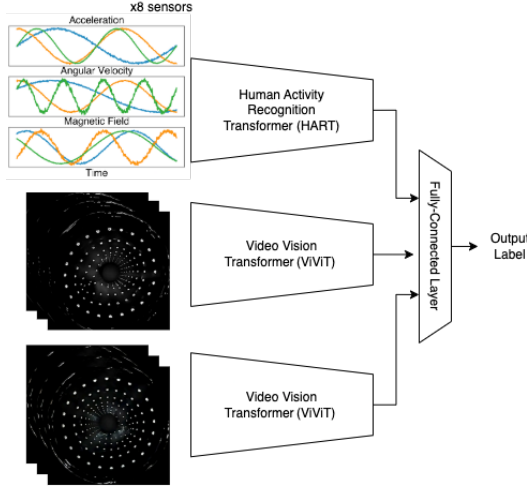 x8 sensors
Acceleration
Angular Velocity
Magnetic Field
Time
Human Activity
Recognition
Transformer (HART)
Video Vision
Transformer (ViViT)
Video Vision
Transformer (ViViT)
Fully-Connected Layer
Output
Label